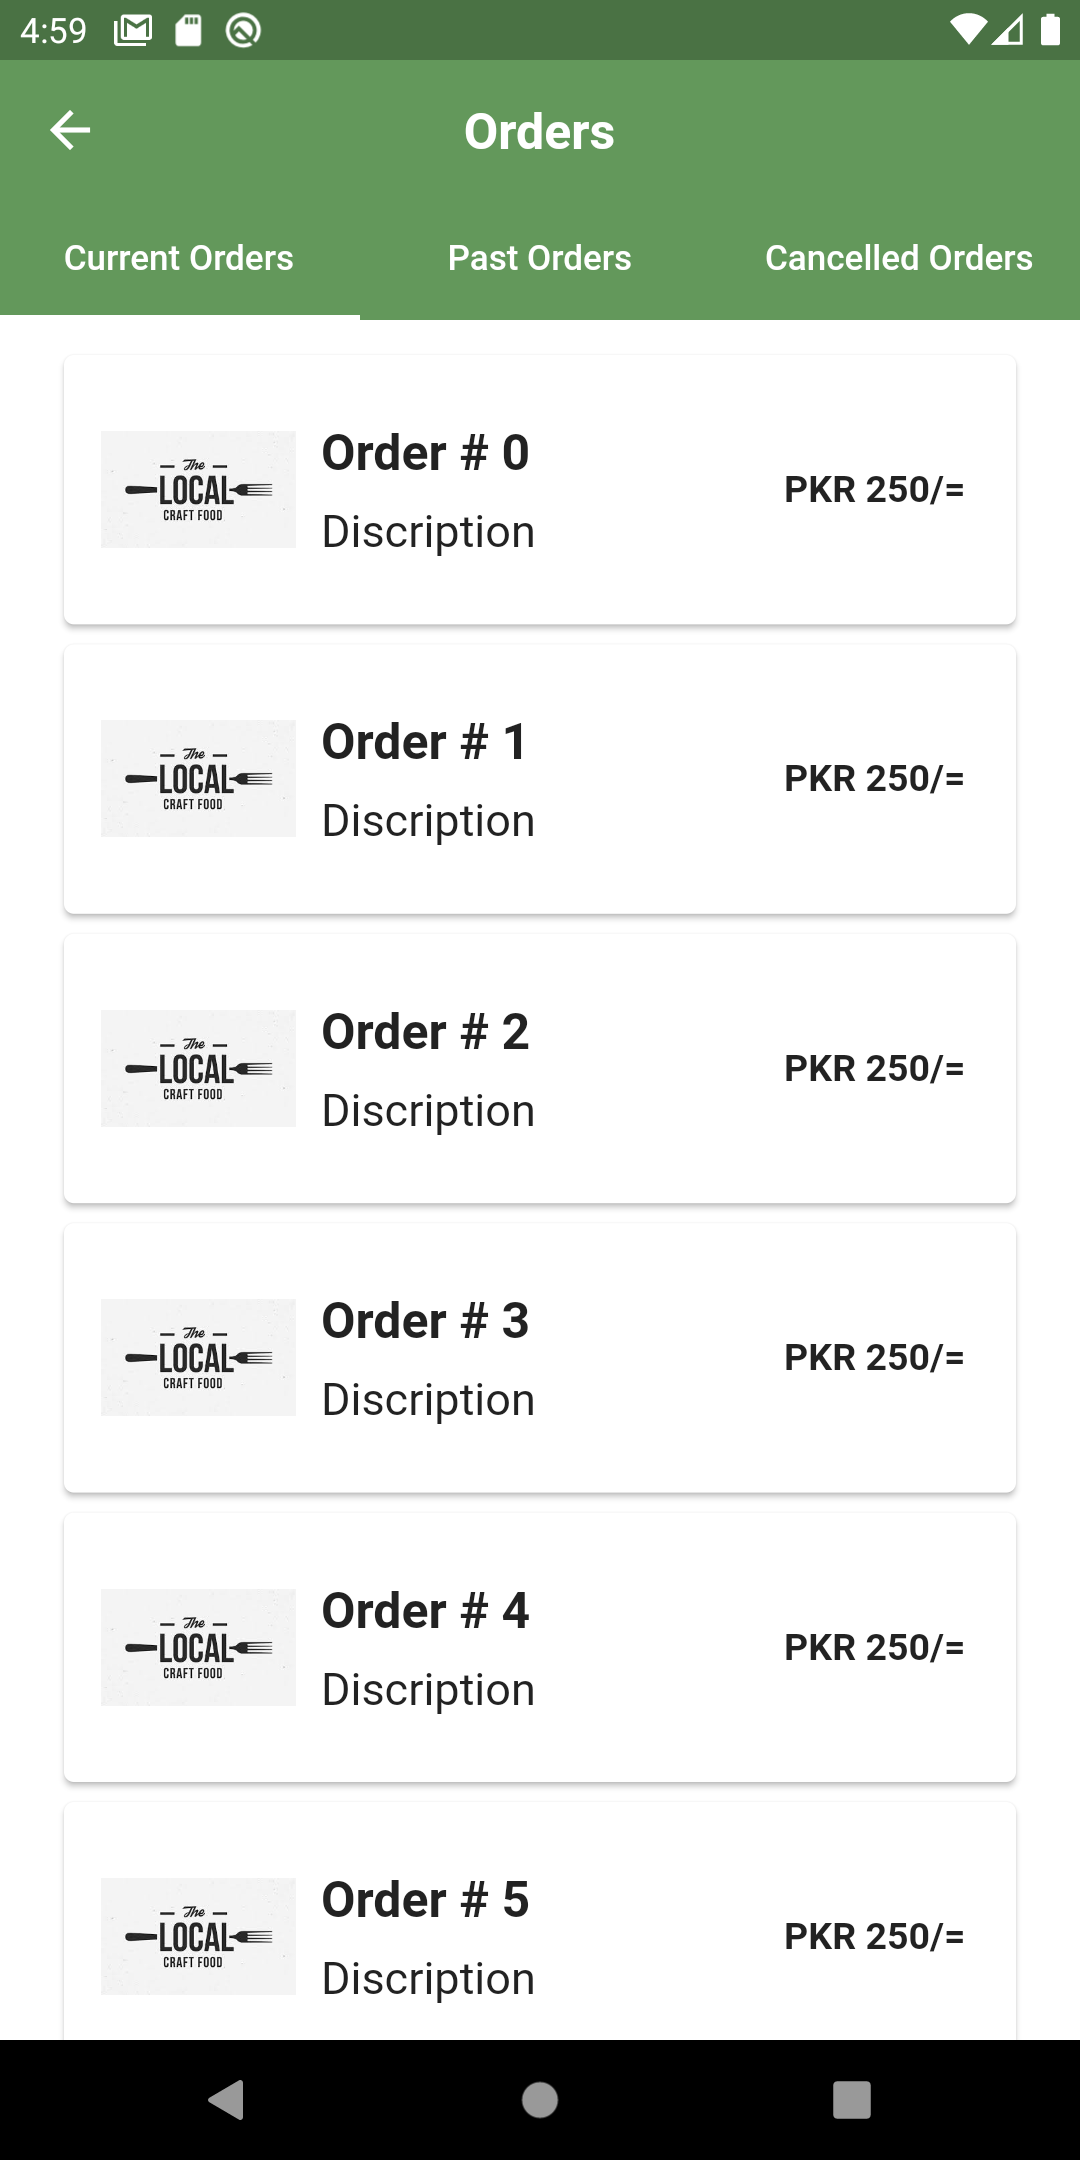 4:59
Orders
Current Orders
Past Orders
Cancelled Orders
The
LOCAL
CRAFT FOOD
Order # 0
Discription
PKR 250/=
The
LOCAL
CRAFT FOOD
Order # 1
Discription
PKR 250/=
The
LOCAL
CRAFT FOOD
Order # 2
Discription
PKR 250/=
The
LOCAL
CRAFT FOOD
Order # 3
Discription
PKR 250/=
The
LOCAL
CRAFT FOOD
Order # 4
Discription
PKR 250/=
The
LOCAL
CRAFT FOOD
Order # 5
Discription
PKR 250/=